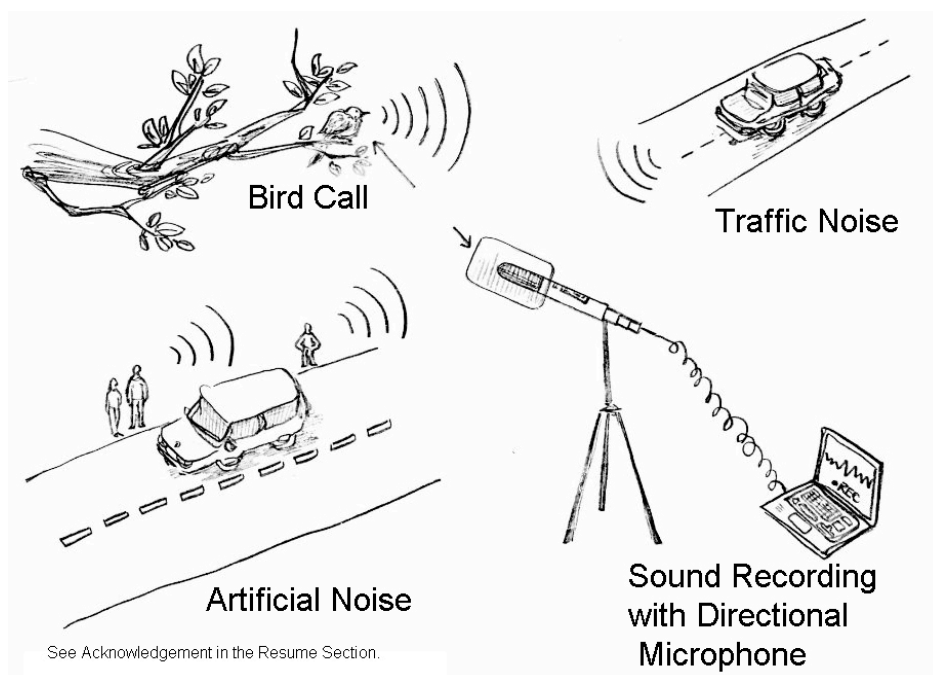 Bird Call
Traffic Noise
•REC
Artificial Noise
Sound Recording
with Directional
Microphone
See Acknowledgement in the Resume Section.